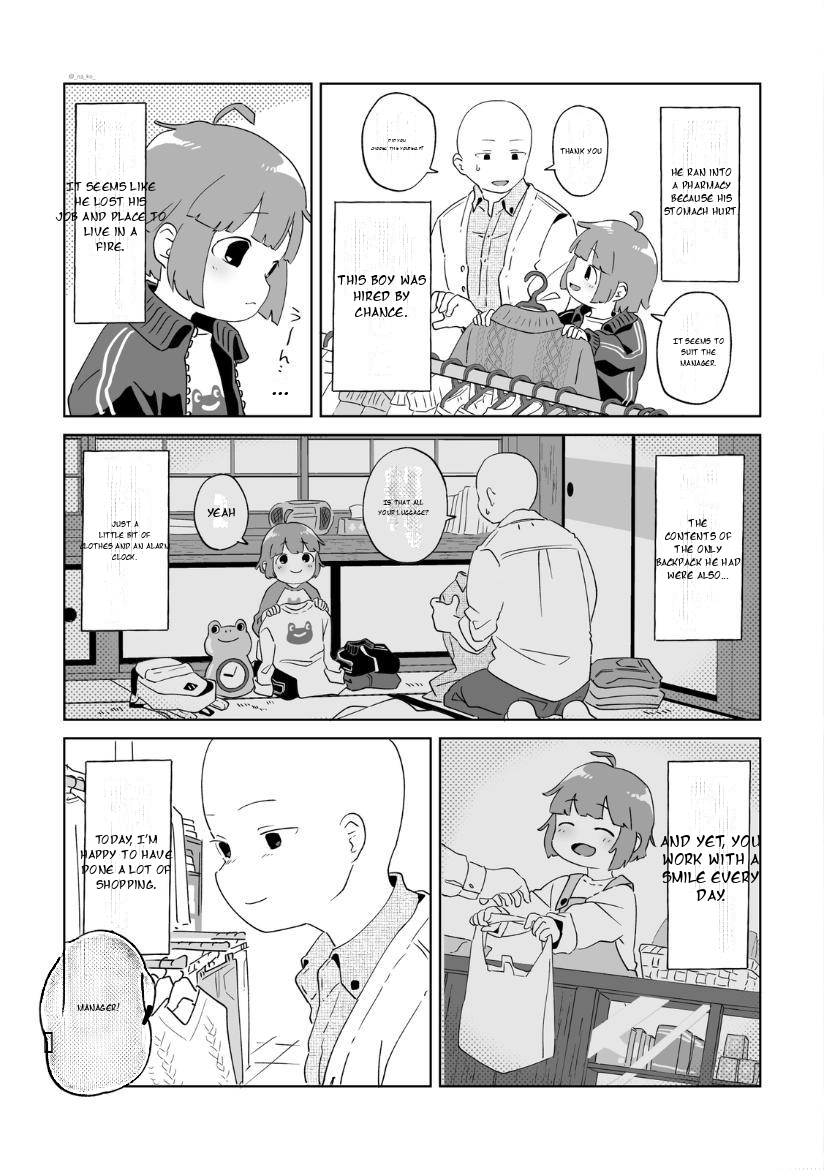 @_na_ko_
HE RAN INTO
A PHARMACY
BECAUSE HIS
STOMACH HURT.
THANK YOU
DID YOU
CHOOSE THIS YOURSELF?
IT SEEMS TO
SUIT THE
MANAGER.
THIS BOY WAS
HIRED BY
CHANCE.
IT SEEMS LIKE
HE LOST HIS
JOB AND PLACE TO
LIVE IN A
FIRE.
うーん…
...
THE
CONTENTS OF
THE ONLY
BACKPACK HE HAD
WERE ALSO...
IS THAT ALL
YOUR LUGGAGE?
YEAH
JUST A
LITTLE BIT OF
CLOTHES AND AN ALARM
CLOCK.
AND YET, YOU
WORK WITH A
SMILE EVERY
DAY.
TODAY, I'M
HAPPY TO HAVE
DONE A LOT OF
SHOPPING.
MANAGER!